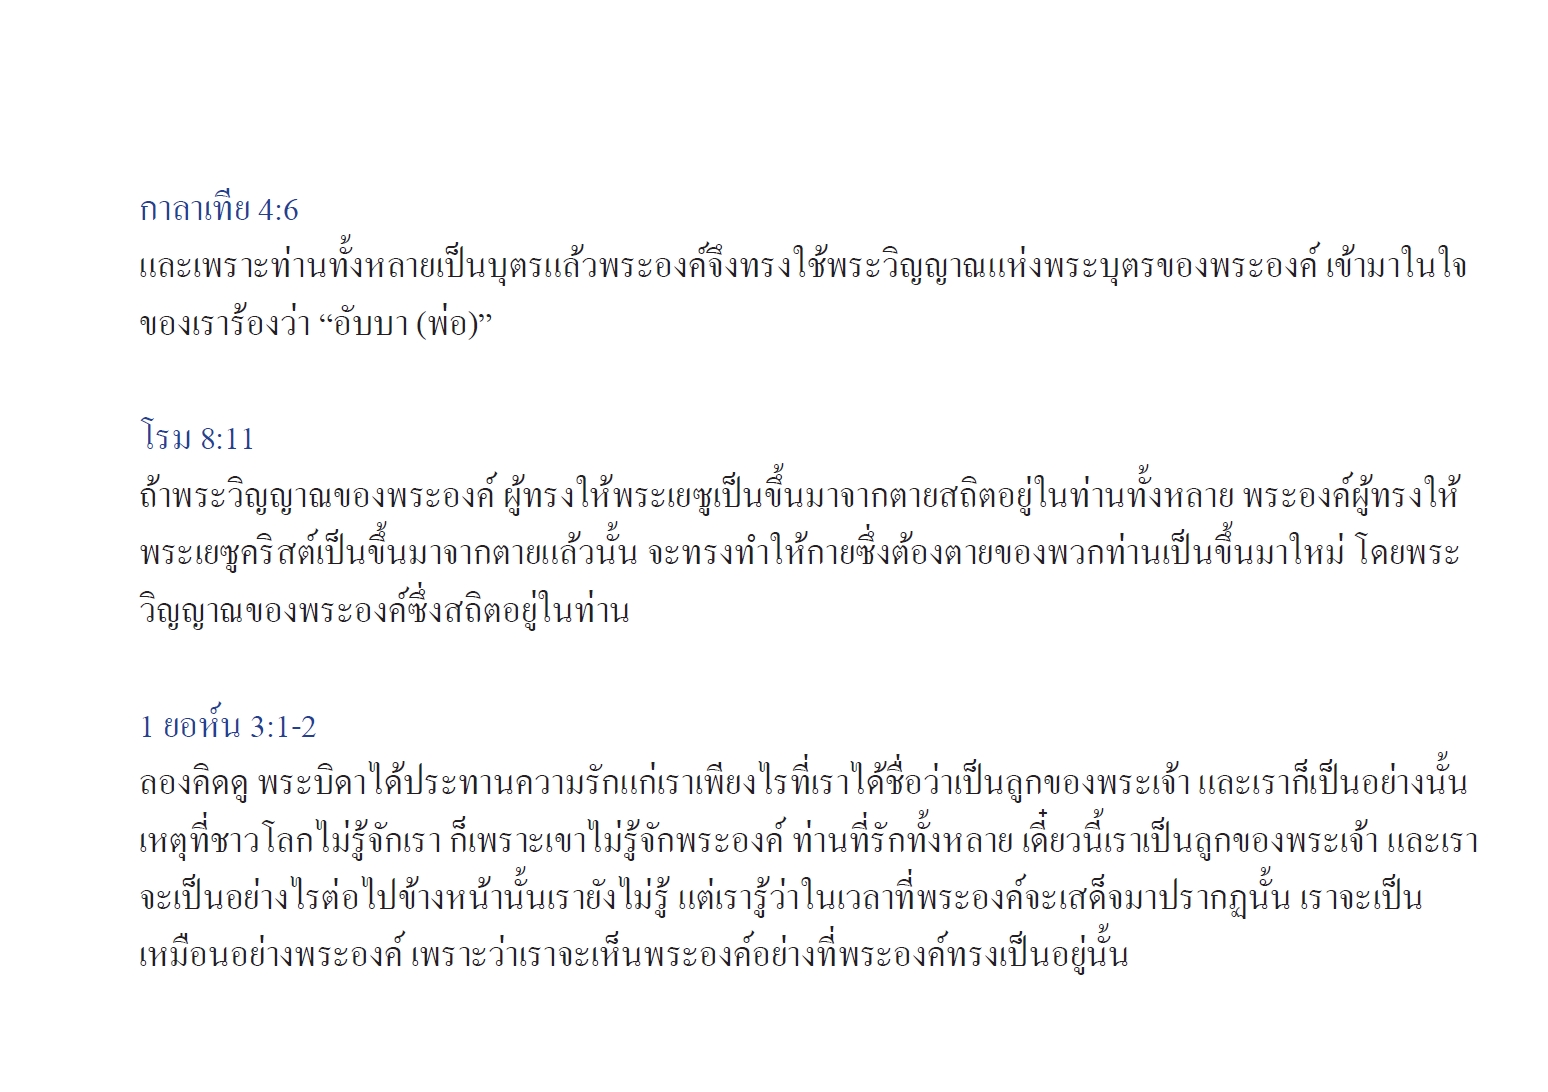 กาลาเทีย 4:6
และเพราะท่านทั้งหลายเป็นบุตรแล้วพระองค์จึงทรงใช้พระวิญญาณแห่งพระบุตรของพระองค์ เข้ามาในใจ
ของเราร้องว่า “อับบา (พ่อ)”
โรม 8:11
ถ้าพระวิญญาณของพระองค์ ผู้ทรงให้พระเยซูเป็นขึ้นมาจากตายสถิตอยู่ในท่านทั้งหลาย พระองค์ผู้ทรงให้
พระเยซูคริสต์เป็นขึ้นมาจากตายแล้วนั้น จะทรงทำให้กายซึ่งต้องตายของพวกท่านเป็นขึ้นมาใหม่ โดยพระ
วิญญาณของพระองค์ซึ่งสถิตอยู่ในท่าน
1 ยอห์น 3:1-2
ลองคิดดู พระบิดาได้ประทานความรักแก่เราเพียงไรที่เราได้ชื่อว่าเป็นลูกของพระเจ้า และเราก็เป็นอย่างนั้น
เหตุที่ชาวโลกไม่รู้จักเรา ก็เพราะเขาไม่รู้จักพระองค์ ท่านที่รักทั้งหลาย เดี๋ยวนี้เราเป็นลูกของพระเจ้า และเรา
จะเป็นอย่างไรต่อไปข้างหน้านั้นเรายังไม่รู้ แต่เรารู้ว่าในเวลาที่พระองค์จะเสด็จมาปรากฏนั้น เราจะเป็น
เหมือนอย่างพระองค์ เพราะว่าเราจะเห็นพระองค์อย่างที่พระองค์ทรงเป็นอยู่นั้น